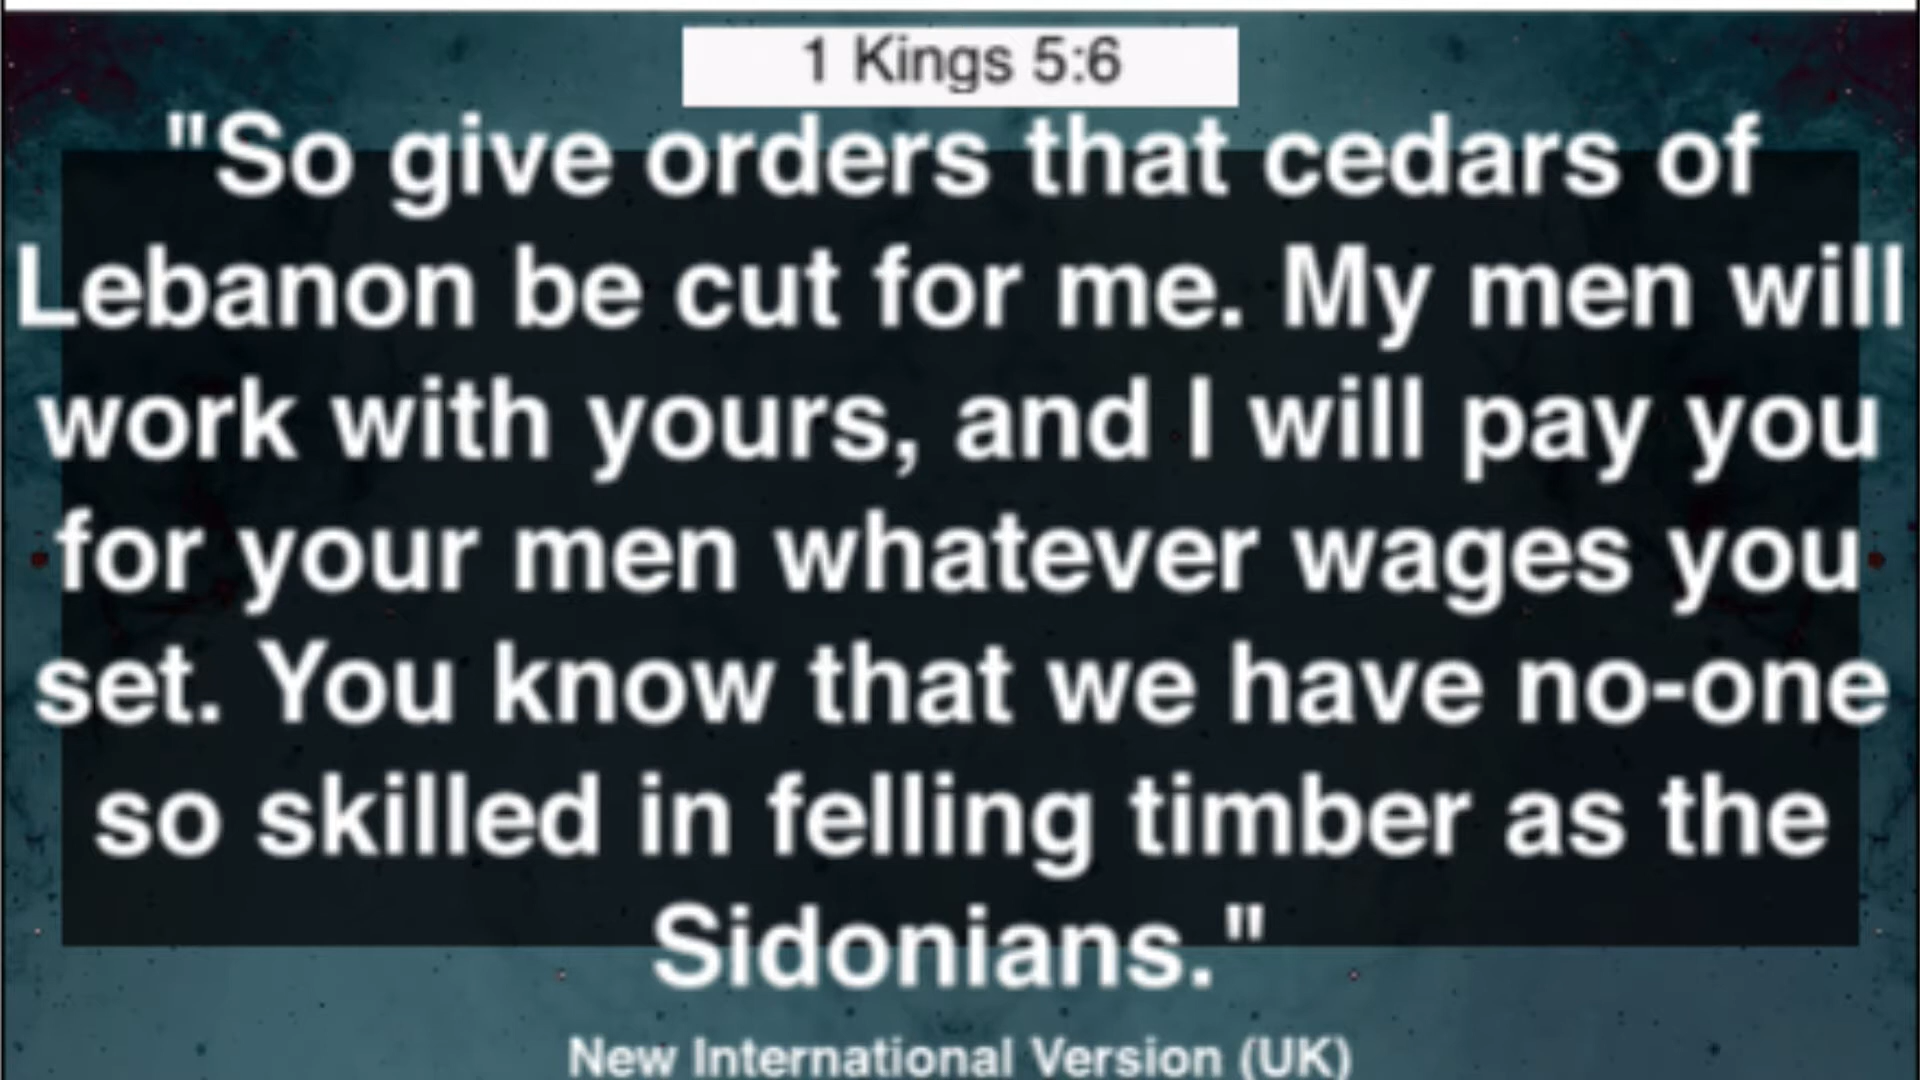 1 Kings 5:6
"So give orders that cedars of
Lebanon be cut for me. My men will
work with yours, and I will pay you
for your men whatever wages you
set. You know that we have no-one
so skilled in felling timber as the
Sidonians."
New International Version (UK)